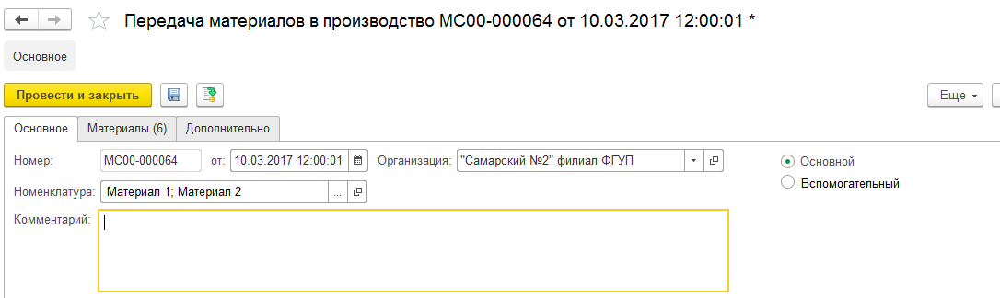 Передача материалов в производство МС00-000064 от 10.03.2017 12:00:01 *
Основное
Провести и закрыть
Еще
Основное Материалы (6) Дополнительно
Номер: МС00-000064 от: 10.03.2017 12:00:01 Организация: "Самарский №2" филиал ФГУП
Основной
Номенклатура: Материал 1; Материал 2 ...
Вспомогательный
Комментарий: